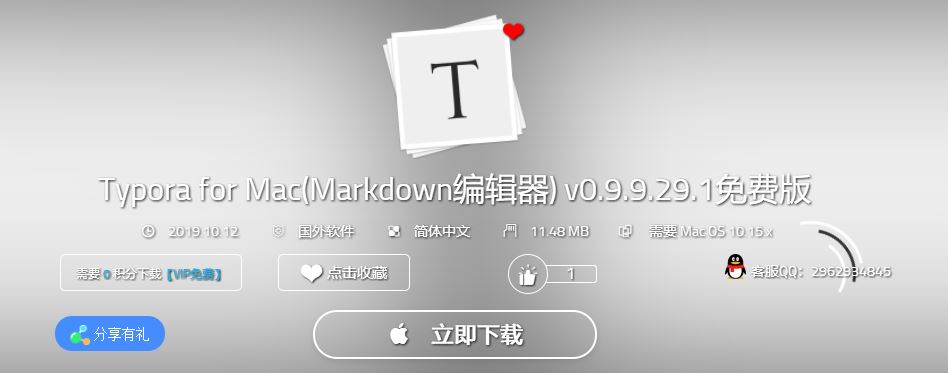 T
Typora for Mac(Markdown编辑器) v0.9.9.29.1免费版
2019.10.12 国外软件 简体中文 11.48 MB 需要 Mac OS 10.15.x
需要 0 积分下载【VIP免费】 点击收藏 1 客服QQ：2962934845
分享有礼 立即下载